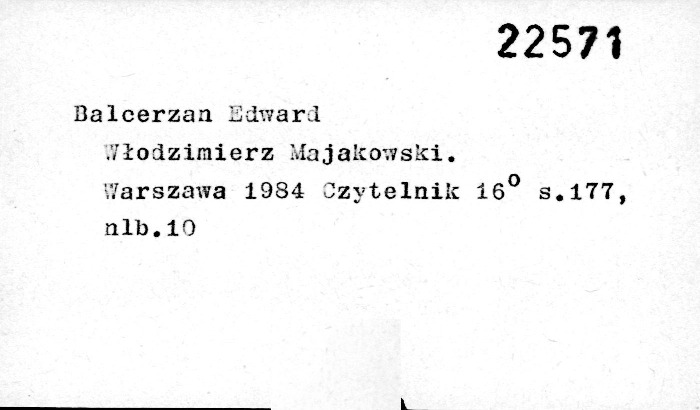 22571
Balcerzan Edward
Włodzimierz Majakowski.
Warszawa 1984 Czytelnik 16° s.177,
nlb.10